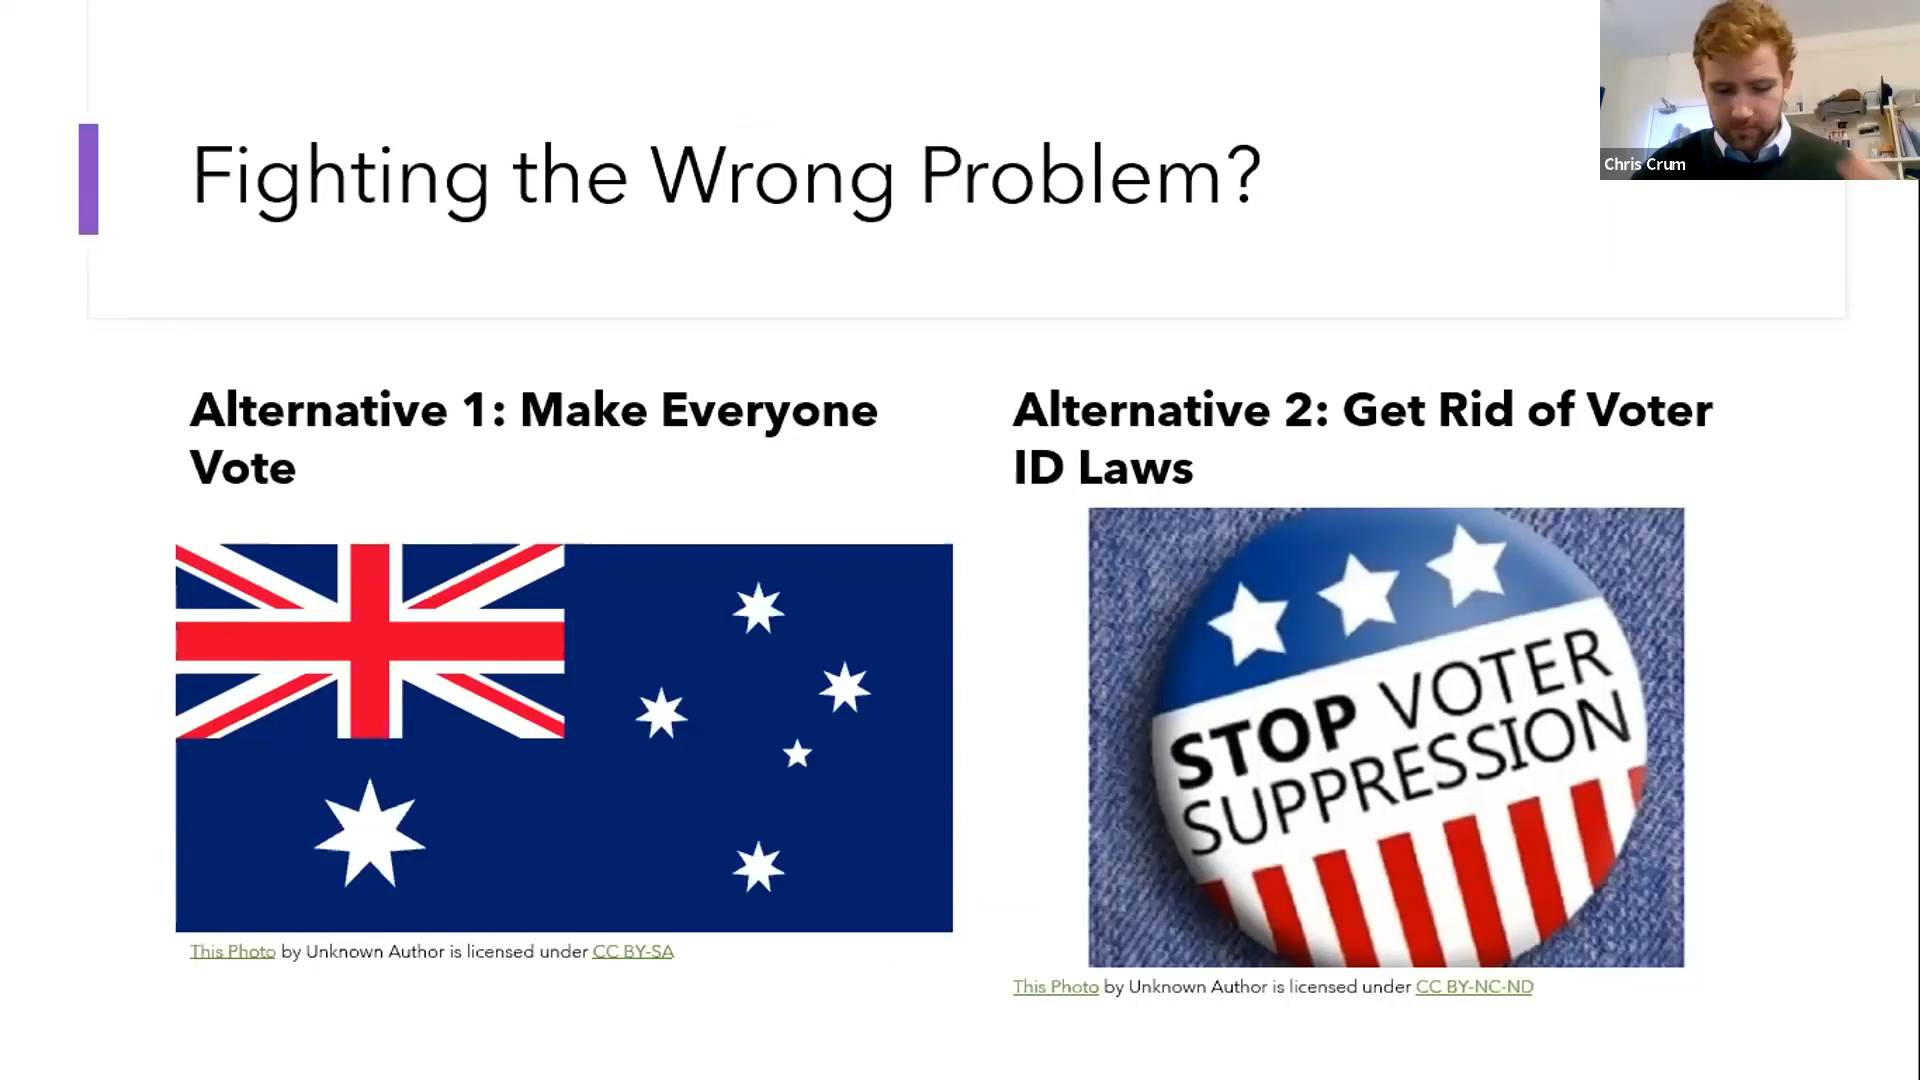 Chris Crum
Fighting the Wrong Problem?
Alternative 1: Make Everyone
Vote
Alternative 2: Get Rid of Voter
ID Laws
STOP VOTER
SUPPRESSION
This Photo by Unknown Author is licensed under CC BY-SA
This Photo by Unknown Author is licensed under CC BY-NC-ND